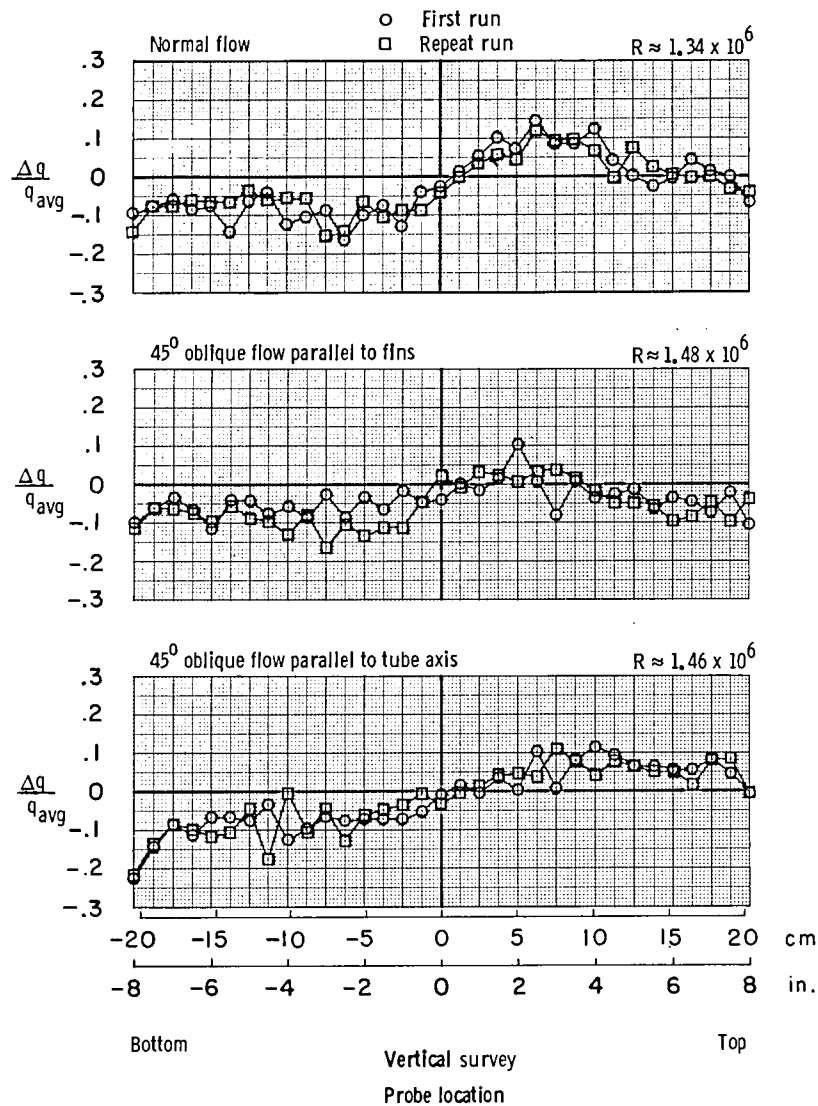 ○ First run
Normal flow □ Repeat run R ≈ 1.34 x 10⁶
.3
.2
.1
Δq/q_avg 0
-.1
-.2
-.3
45⁰ oblique flow parallel to fins R ≈ 1.48 x 10⁶
.3
.2
.1
Δq/q_avg 0
-.1
-.2
-.3
45⁰ oblique flow parallel to tube axis R ≈ 1.46 x 10⁶
.3
.2
.1
Δq/q_avg 0
-.1
-.2
-.3
-20 -15 -10 -5 0 5 10 15 20 cm
-8 -6 -4 -2 0 2 4 6 8 in.
Bottom Top
Vertical survey
Probe location